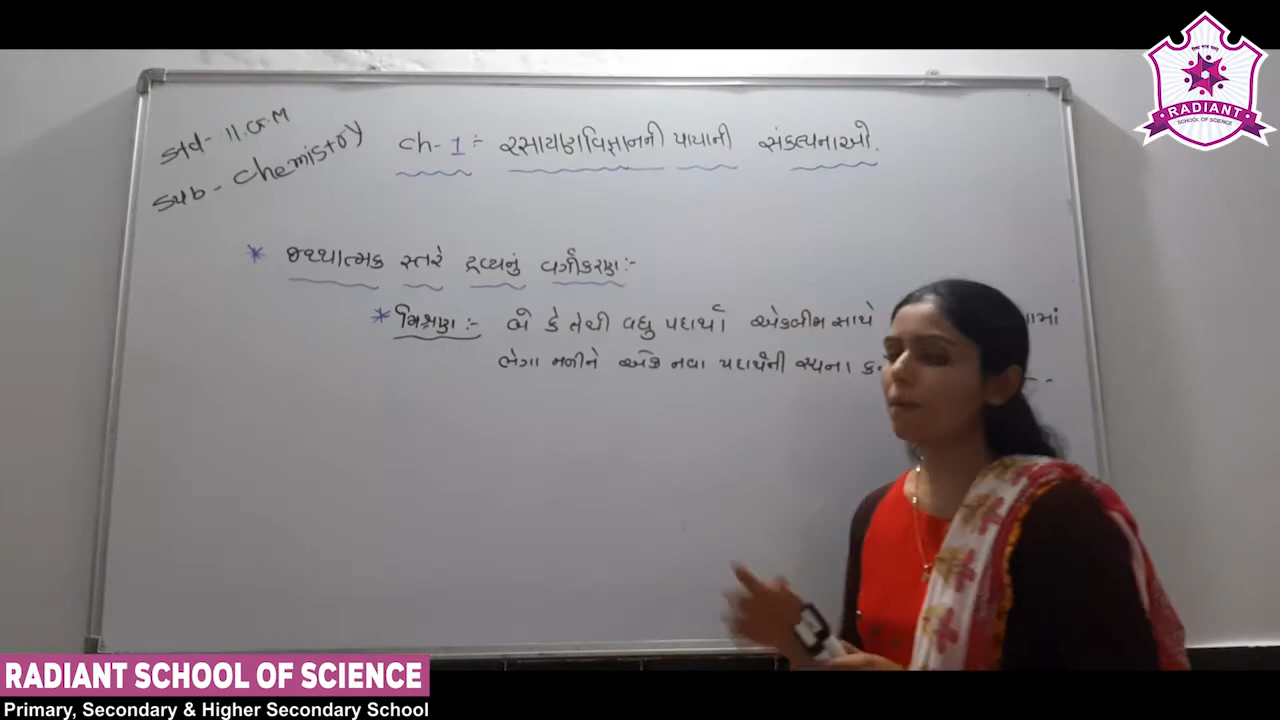 Std - 11.G.M
Sub - Chemistry
Ch - 1 :- રસાયણવિજ્ઞાનની પાયાની સંકલ્પનાઓ.
* જથ્થાત્મક સ્તરે દ્રવ્યનું વર્ગીકરણ :-
* મિશ્રણ :- બે કે તેથી વધુ પદાર્થો એકબીજા સાથે
ભેગા મળીને એક નવા પદાર્થની રચના
RADIANT
SCHOOL OF SCIENCE
RADIANT SCHOOL OF SCIENCE
Primary, Secondary & Higher Secondary School